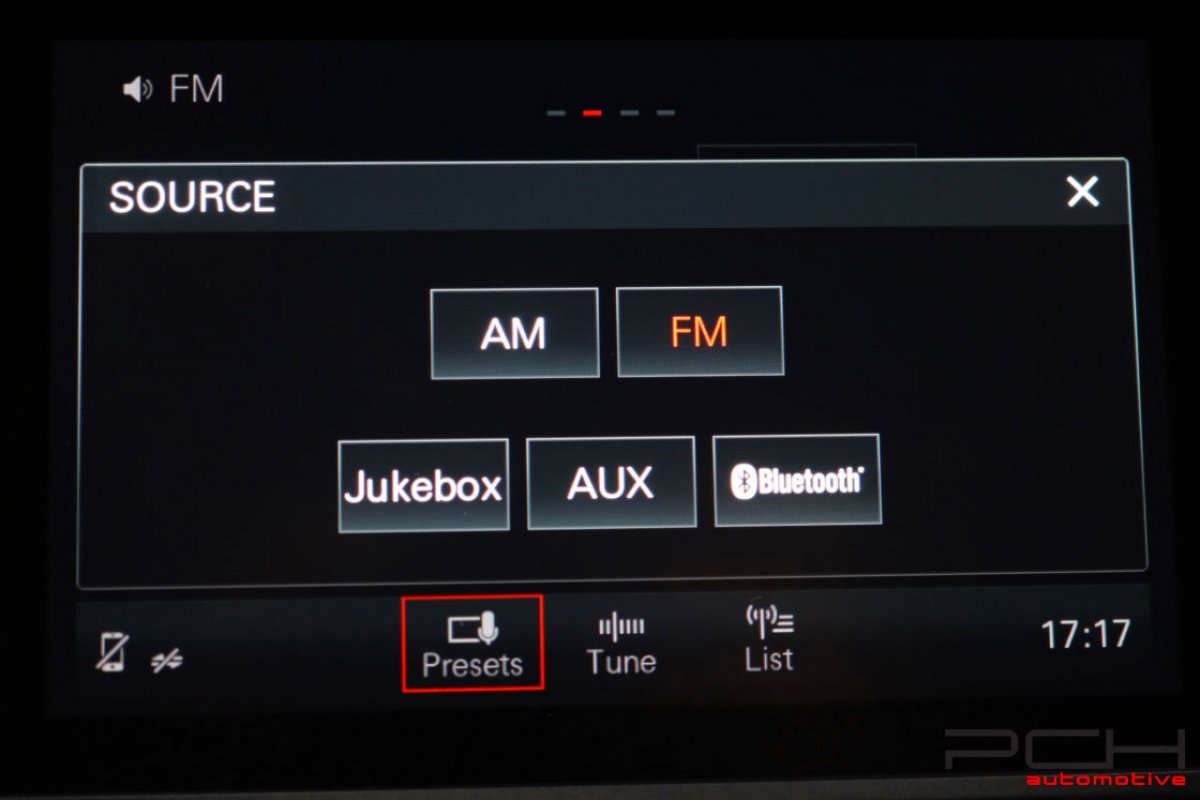 FM
SOURCE
AM
FM
Jukebox
AUX
Bluetooth
Presets
Tune
List
17:17
PCH
automotive